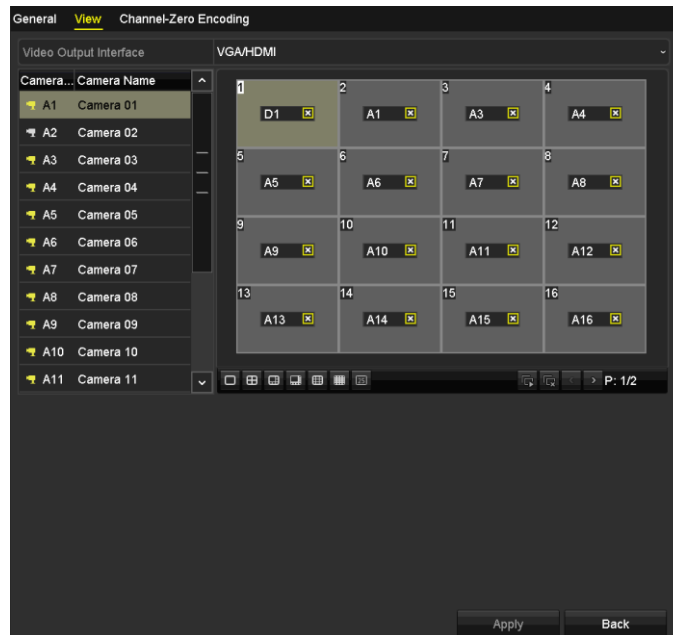 General View Channel-Zero Encoding
Video Output Interface VGA/HDMI
Camera... Camera Name
A1 Camera 01
A2 Camera 02
A3 Camera 03
A4 Camera 04
A5 Camera 05
A6 Camera 06
A7 Camera 07
A8 Camera 08
A9 Camera 09
A10 Camera 10
A11 Camera 11
1 2 3 4
D1 A1 A3 A4
5 6 7 8
A5 A6 A7 A8
9 10 11 12
A9 A10 A11 A12
13 14 15 16
A13 A14 A15 A16
P: 1/2
Apply Back